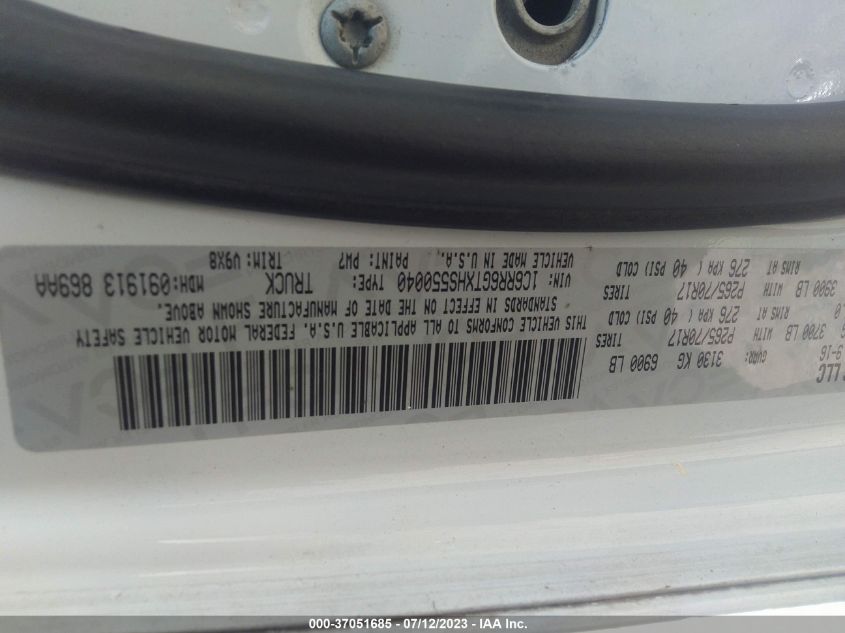 LLC
9-16 GVWR: 3130 KG 6900 LB
3700 LB WITH P265/70R17 TIRES
RIMS AT 276 KPA ( 40 PSI) COLD
3900 LB WITH P265/70R17 TIRES
RIMS AT 276 KPA ( 40 PSI) COLD
THIS VEHICLE CONFORMS TO ALL APPLICABLE U.S.A. FEDERAL MOTOR VEHICLE SAFETY
STANDARDS IN EFFECT ON THE DATE OF MANUFACTURE SHOWN ABOVE.
VIN: 1C6RR6GTXHS550040 TYPE: TRUCK MDH:091913 869AA
VEHICLE MADE IN U.S.A. PAINT: PW7 TRIM: V9X8
000-37051685 - 07/12/2023 - IAA Inc.